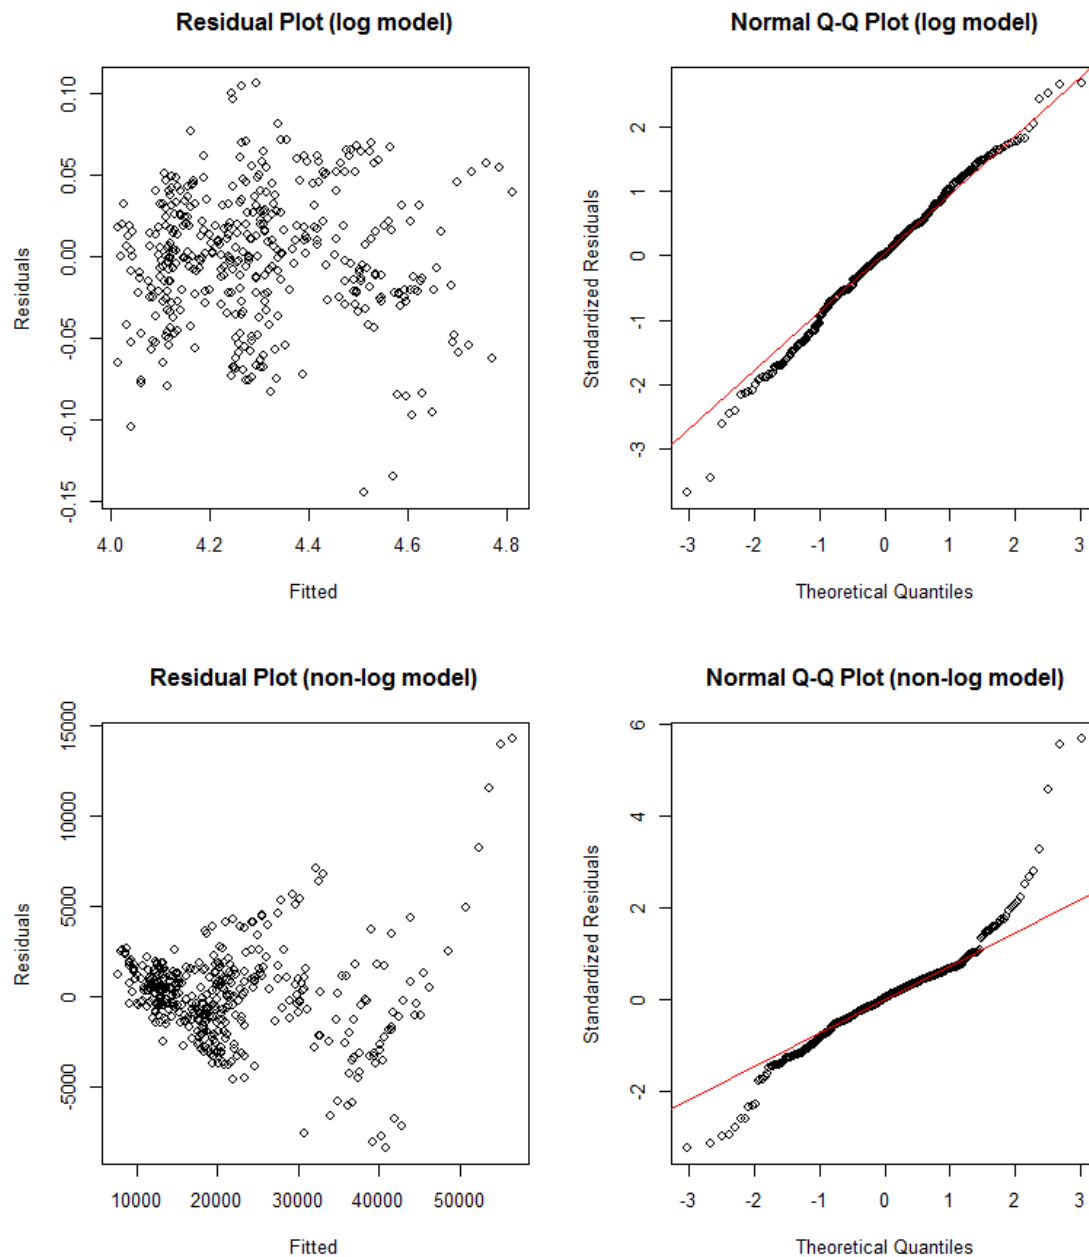 Residual Plot (log model)
Residuals
0.10
0.05
0.00
-0.05
-0.10
-0.15
4.0 4.2 4.4 4.6 4.8
Fitted
Normal Q-Q Plot (log model)
Standardized Residuals
2
1
0
-1
-2
-3
-3 -2 -1 0 1 2 3
Theoretical Quantiles
Residual Plot (non-log model)
Residuals
15000
10000
5000
0
-5000
10000 20000 30000 40000 50000
Fitted
Normal Q-Q Plot (non-log model)
Standardized Residuals
6
4
2
0
-2
-3 -2 -1 0 1 2 3
Theoretical Quantiles